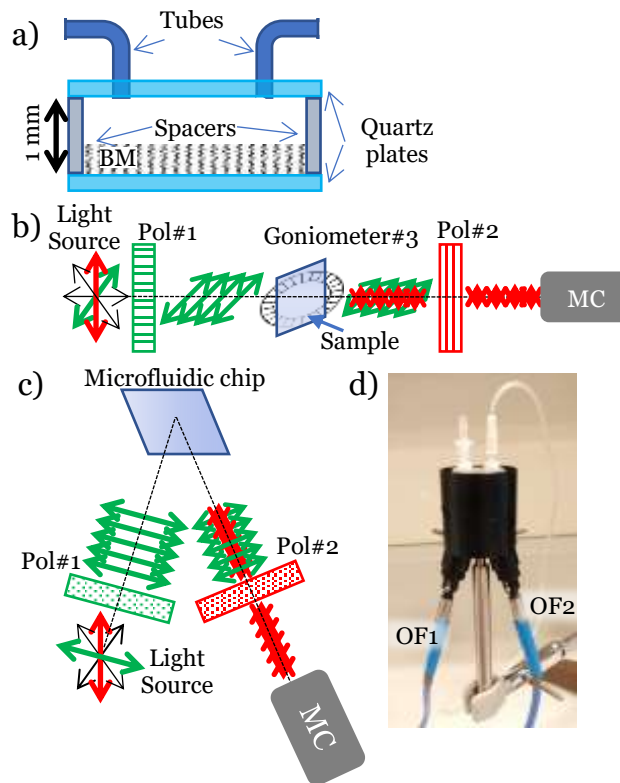 a)
Tubes
1 mm
Spacers
BM
Quartz
plates
b)
Light
Source
Pol#1
Goniometer#3
Pol#2
MC
Sample
c)
Microfluidic chip
d)
Pol#1
Pol#2
Light
Source
MC
OF1
OF2